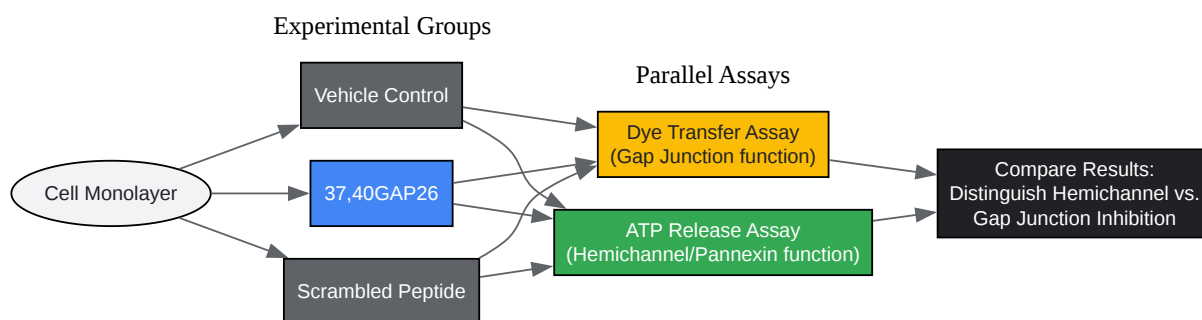 Experimental Groups
Parallel Assays
Cell Monolayer
Vehicle Control
37,40GAP26
Scrambled Peptide
Dye Transfer Assay
(Gap Junction function)
ATP Release Assay
(Hemichannel/Pannexin function)
Compare Results:
Distinguish Hemichannel vs.
Gap Junction Inhibition